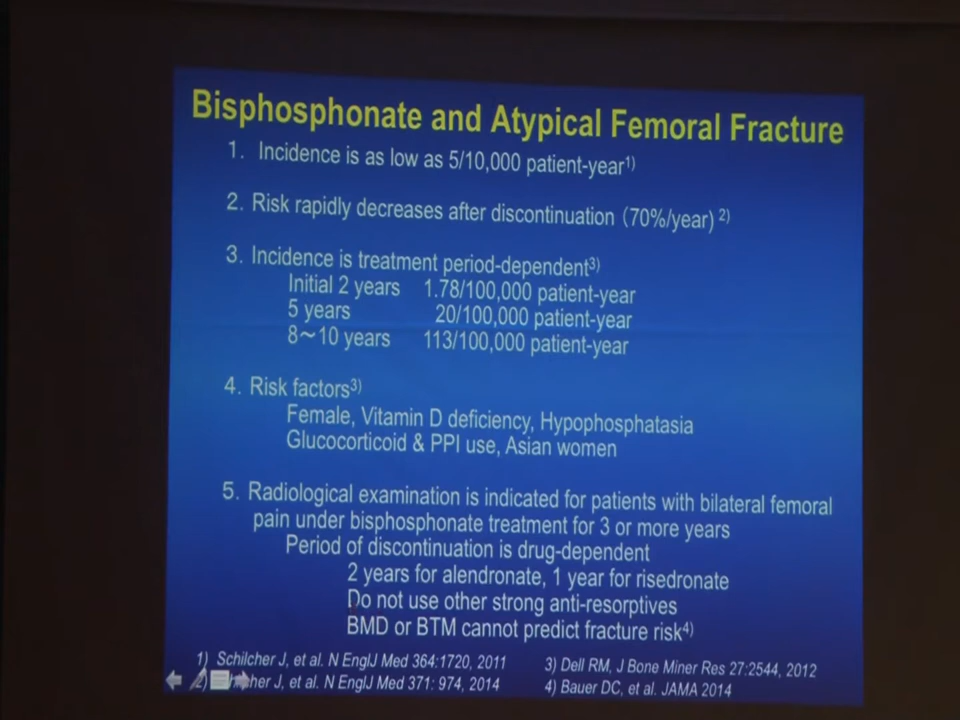 Bisphosphonate and Atypical Femoral Fracture
1. Incidence is as low as 5/10,000 patient-year1)
2. Risk rapidly decreases after discontinuation (70%/year) 2)
3. Incidence is treatment period-dependent3)
Initial 2 years 1.78/100,000 patient-year
5 years 20/100,000 patient-year
8~10 years 113/100,000 patient-year
4. Risk factors3)
Female, Vitamin D deficiency, Hypophosphatasia
Glucocorticoid & PPI use, Asian women
5. Radiological examination is indicated for patients with bilateral femoral
pain under bisphosphonate treatment for 3 or more years
Period of discontinuation is drug-dependent
2 years for alendronate, 1 year for risedronate
Do not use other strong anti-resorptives
BMD or BTM cannot predict fracture risk4)
1) Schilcher J, et al. N EnglJ Med 364:1720, 2011
2) her J, et al. N EnglJ Med 371: 974, 2014
3) Dell RM, J Bone Miner Res 27:2544, 2012
4) Bauer DC, et al. JAMA 2014